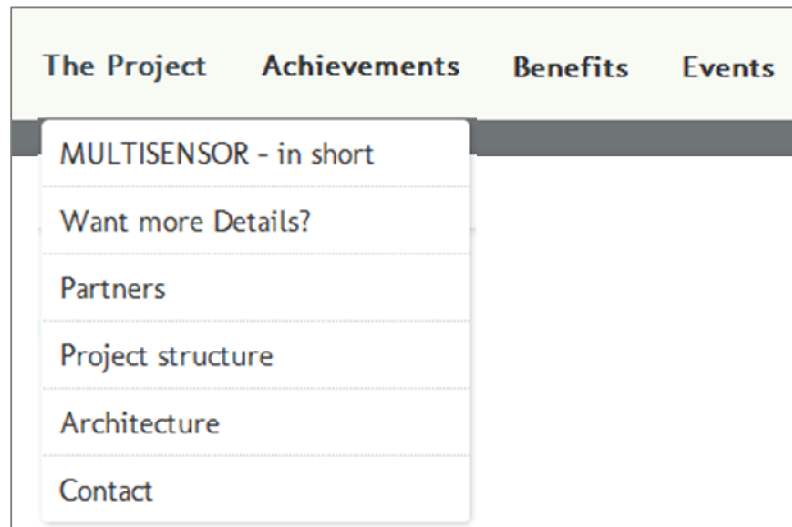 The Project Achievements Benefits Events
MULTISENSOR - in short
Want more Details?
Partners
Project structure
Architecture
Contact